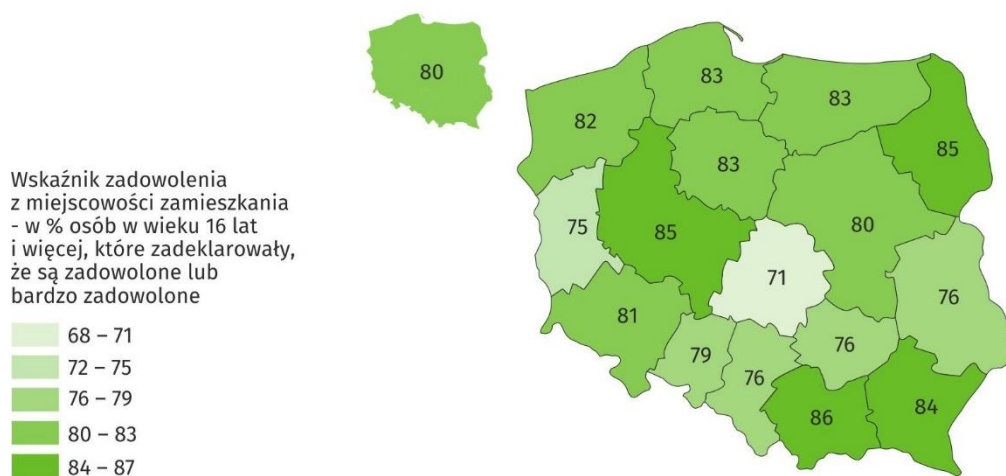 80
83
83
82
83
85
75
85
80
71
76
81
76
79
76
86
84
Wskaźnik zadowolenia
z miejscowości zamieszkania
- w % osób w wieku 16 lat
i więcej, które zadeklarowały,
że są zadowolone lub
bardzo zadowolone
68 – 71
72 – 75
76 – 79
80 – 83
84 – 87